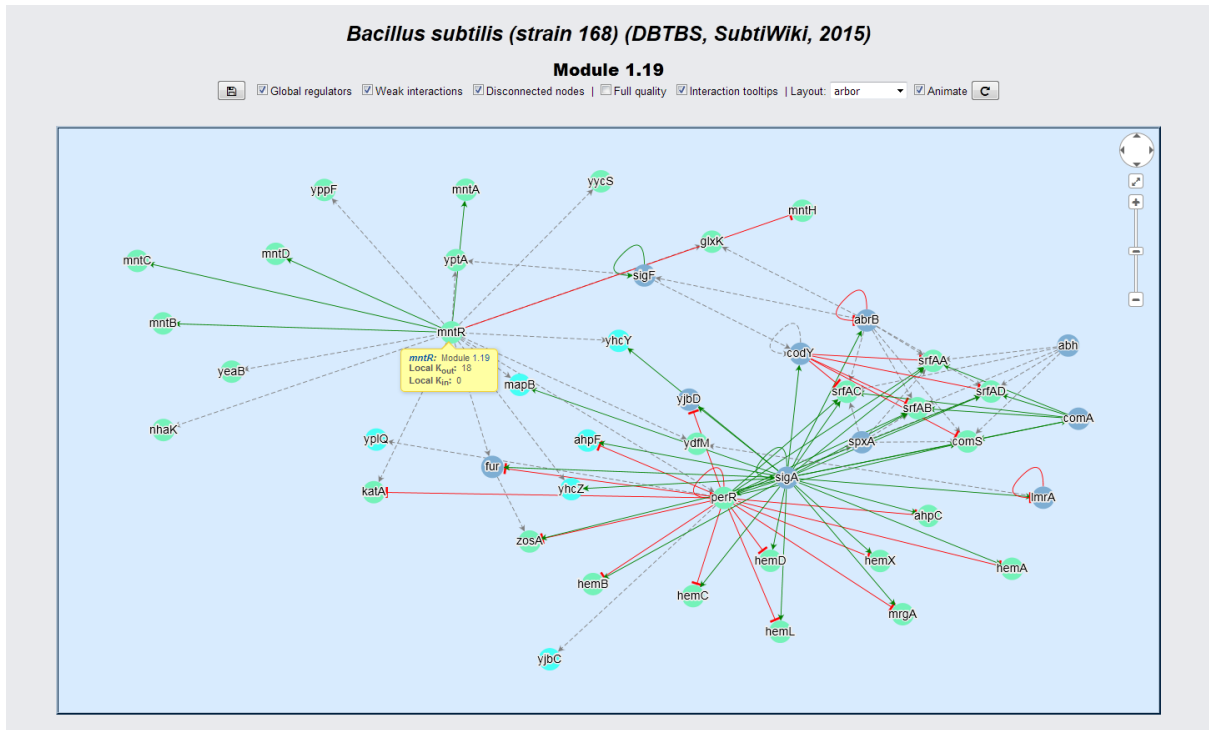 Bacillus subtilis (strain 168) (DBTBS, SubtiWiki, 2015)
Module 1.19
Global regulators Weak interactions Disconnected nodes | Full quality Interaction tooltips | Layout: arbor Animate
yppF
mntA
yycS
mntH
glxK
mntC
mntD
yptA
sigF
mntB
mntR
yhcY
abrB
codY
abh
srfAA
mntR: Module 1.19
Local Kout: 18
Local Kin: 0
yeaB
mapB
srfAC
srfAD
yjbD
srfAB
comA
nhaK
yplQ
ahpF
ydfM
spxA
comS
fur
sigA
katA
yhcZ
perR
lmrA
ahpC
zosA
hemD
hemX
hemA
hemB
hemC
mrgA
hemL
yjbC